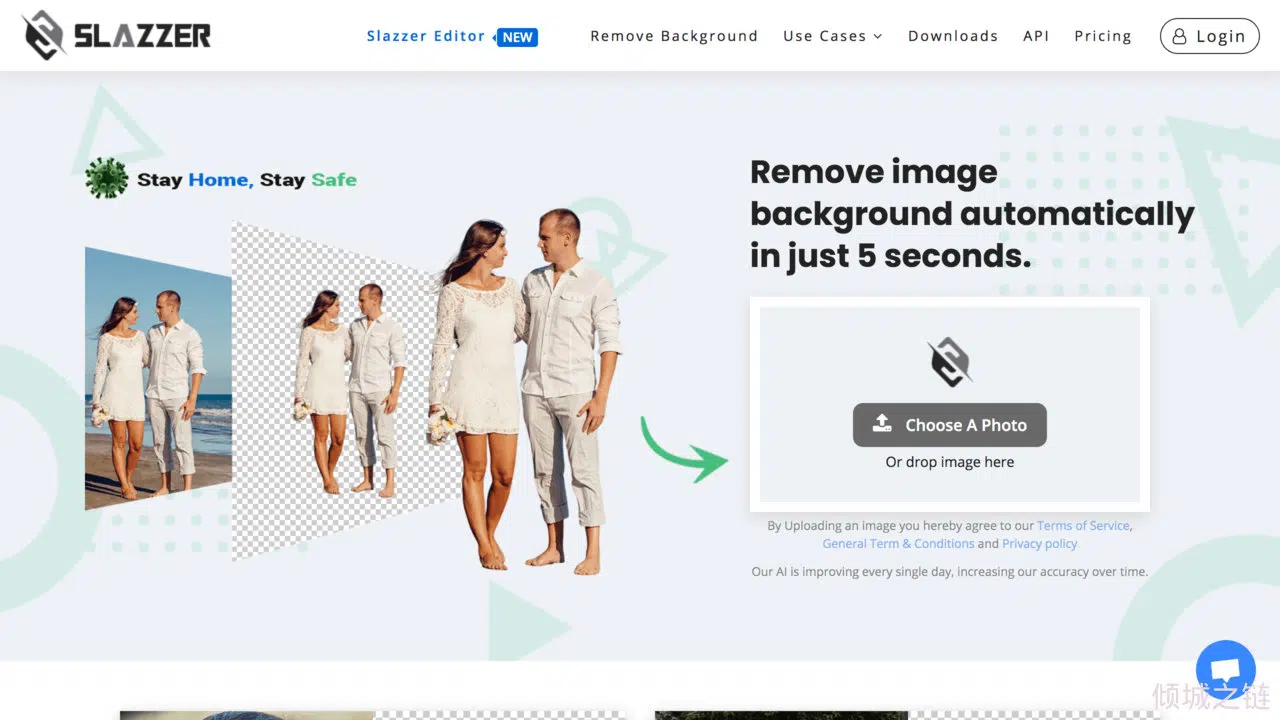 SLAZZER
Slazzer Editor NEW
Remove Background
Use Cases
Downloads
API
Pricing
Login
Stay Home, Stay Safe
Remove image
background automatically
in just 5 seconds.
Choose A Photo
Or drop image here
By Uploading an image you hereby agree to our Terms of Service,
General Term & Conditions and Privacy policy
Our AI is improving every single day, increasing our accuracy over time.
倾城之链